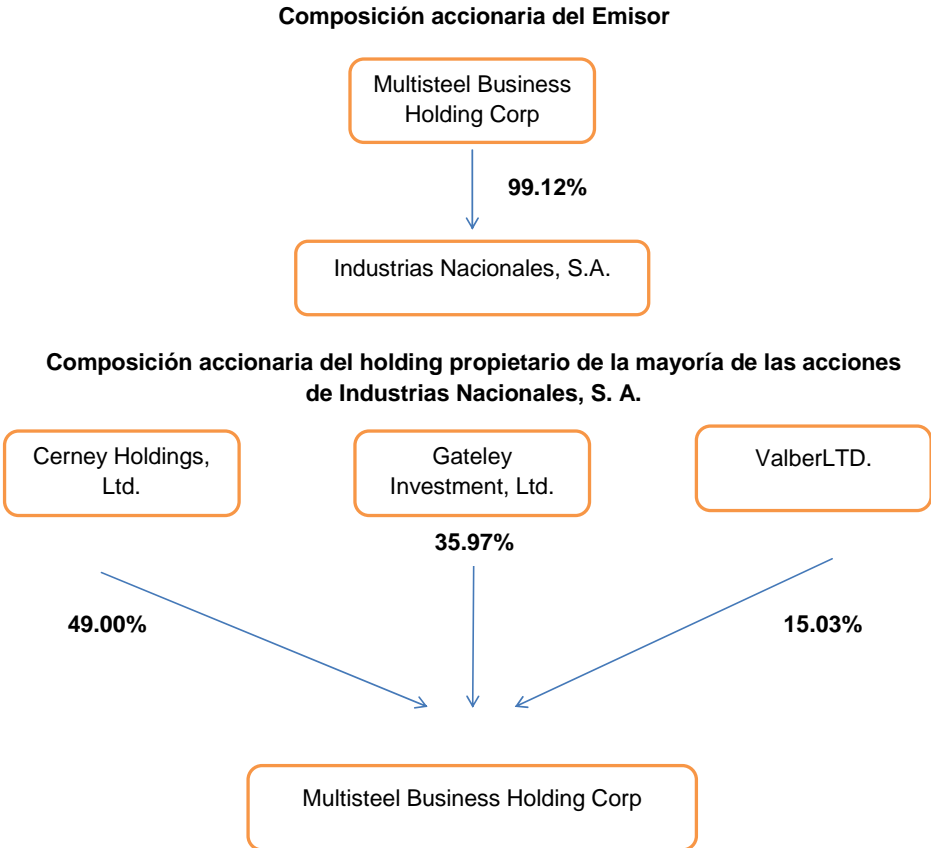 Composición accionaria del Emisor
Multisteel Business
Holding Corp
99.12%
Industrias Nacionales, S.A.
Composición accionaria del holding propietario de la mayoría de las acciones
de Industrias Nacionales, S. A.
Cerney Holdings,
Ltd.
Gateley
Investment, Ltd.
ValberLTD.
35.97%
49.00%
15.03%
Multisteel Business Holding Corp